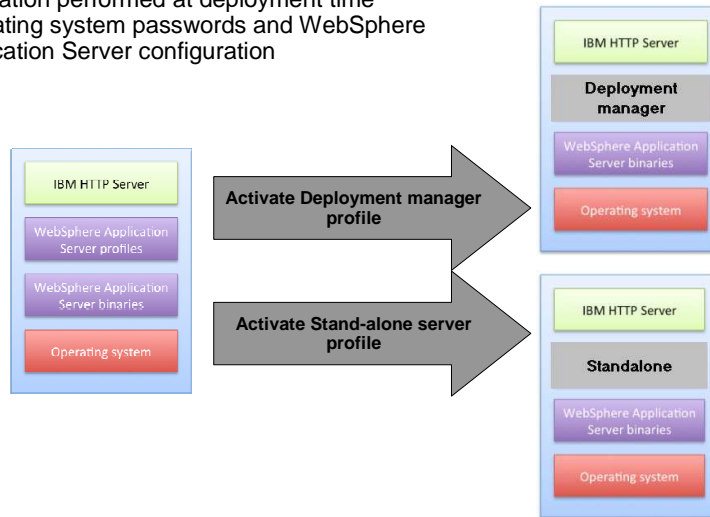 ation performed at deployment time
ating system passwords and WebSphere
cation Server configuration
IBM HTTP Server
WebSphere Application
Server profiles
WebSphere Application
Server binaries
Operating system
Activate Deployment manager
profile
Activate Stand-alone server
profile
IBM HTTP Server
Deployment
manager
WebSphere Application
Server binaries
Operating system
IBM HTTP Server
Standalone
WebSphere Application
Server binaries
Operating system